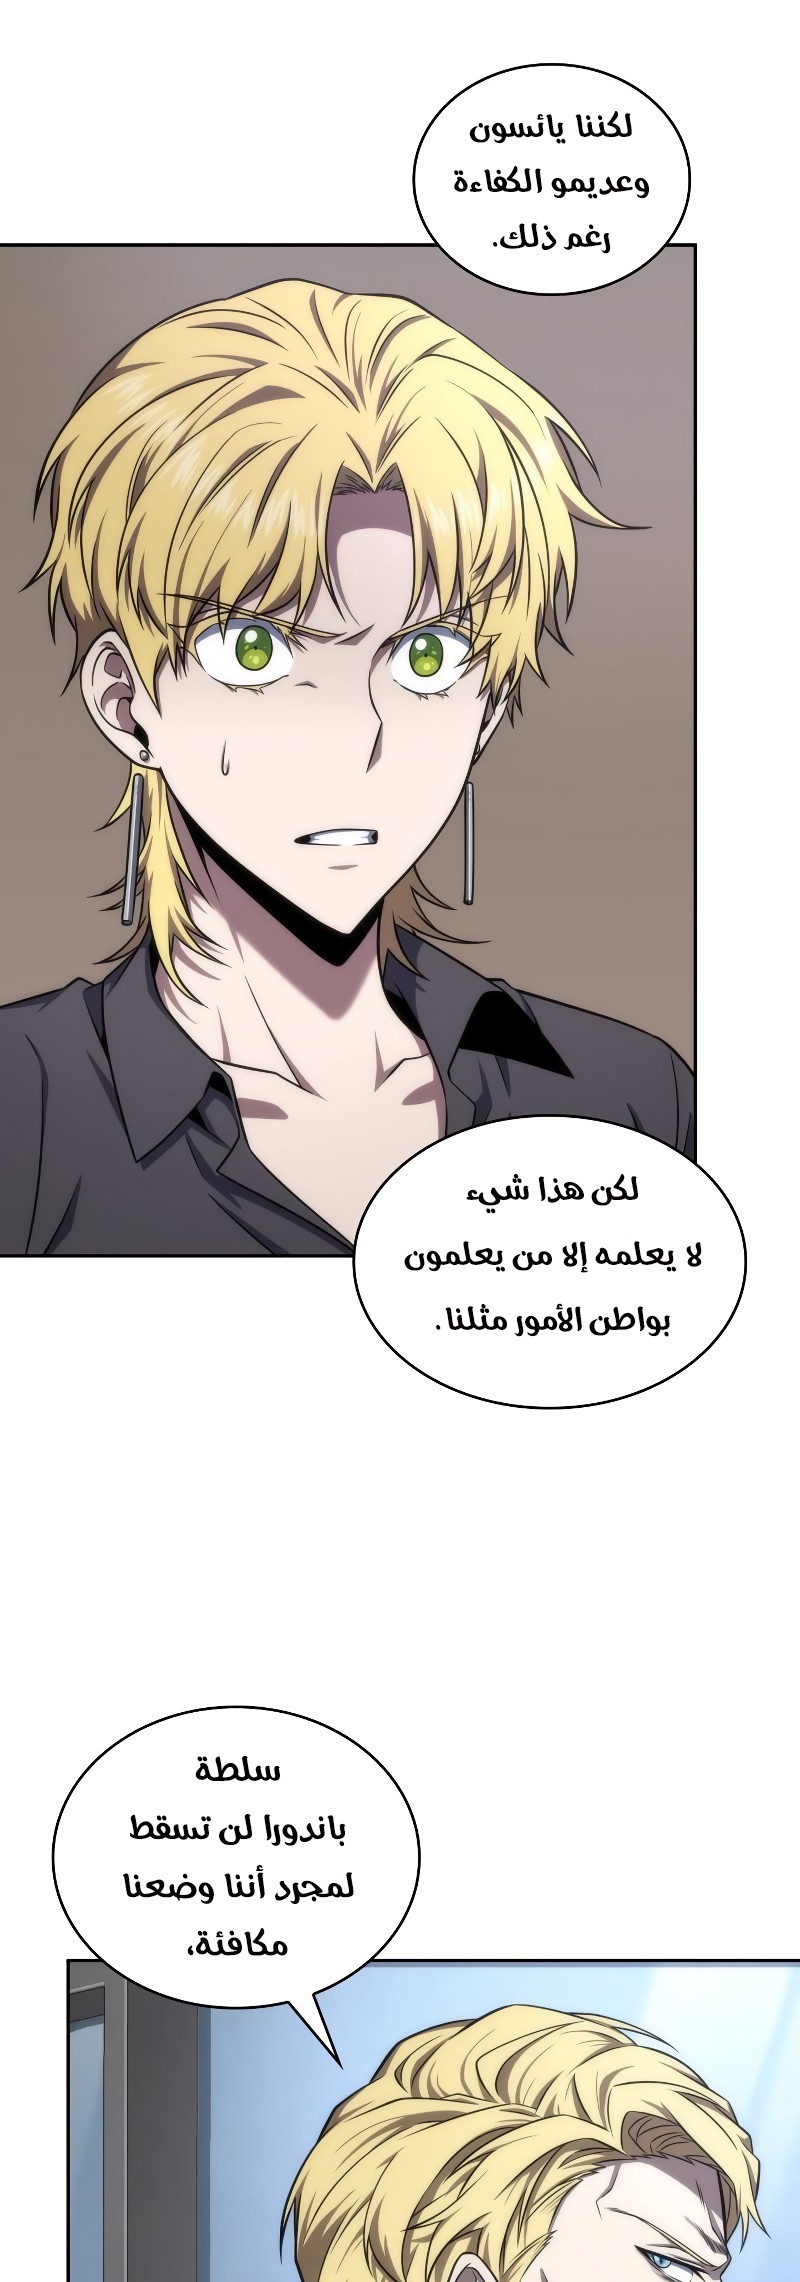 لكننا يائسون
وعديمو الكفاءة
رغم ذلك.
لكن هذا شيء
لا يعلمه إلا من يعلمون
بواطن الأمور مثلنا.
سلطة
باندورا لن تسقط
لمجرد أننا وضعنا
مكافئة،